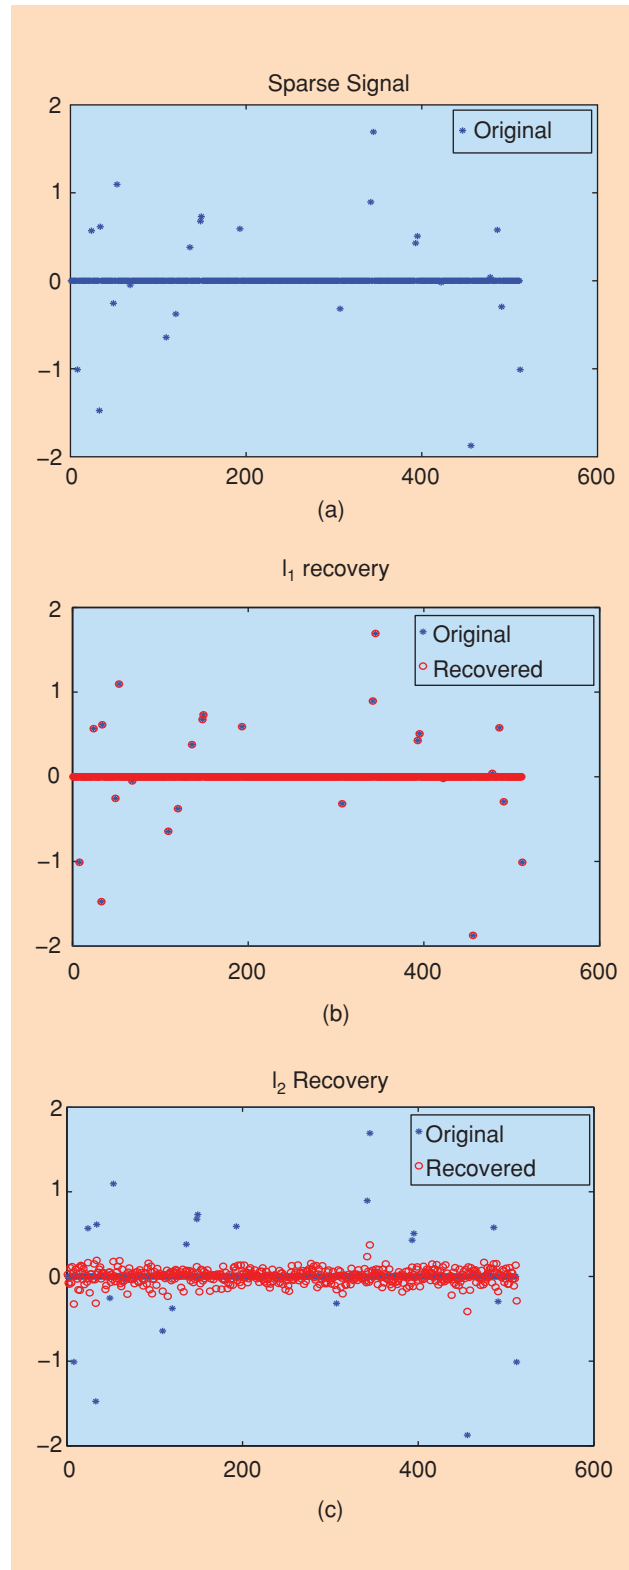 Sparse Signal
2
Original
1
0
−1
−2
0 200 400 600
(a)
l1 recovery
2
Original
Recovered
1
0
−1
−2
0 200 400 600
(b)
l2 Recovery
2
Original
Recovered
1
0
−1
−2
0 200 400 600
(c)